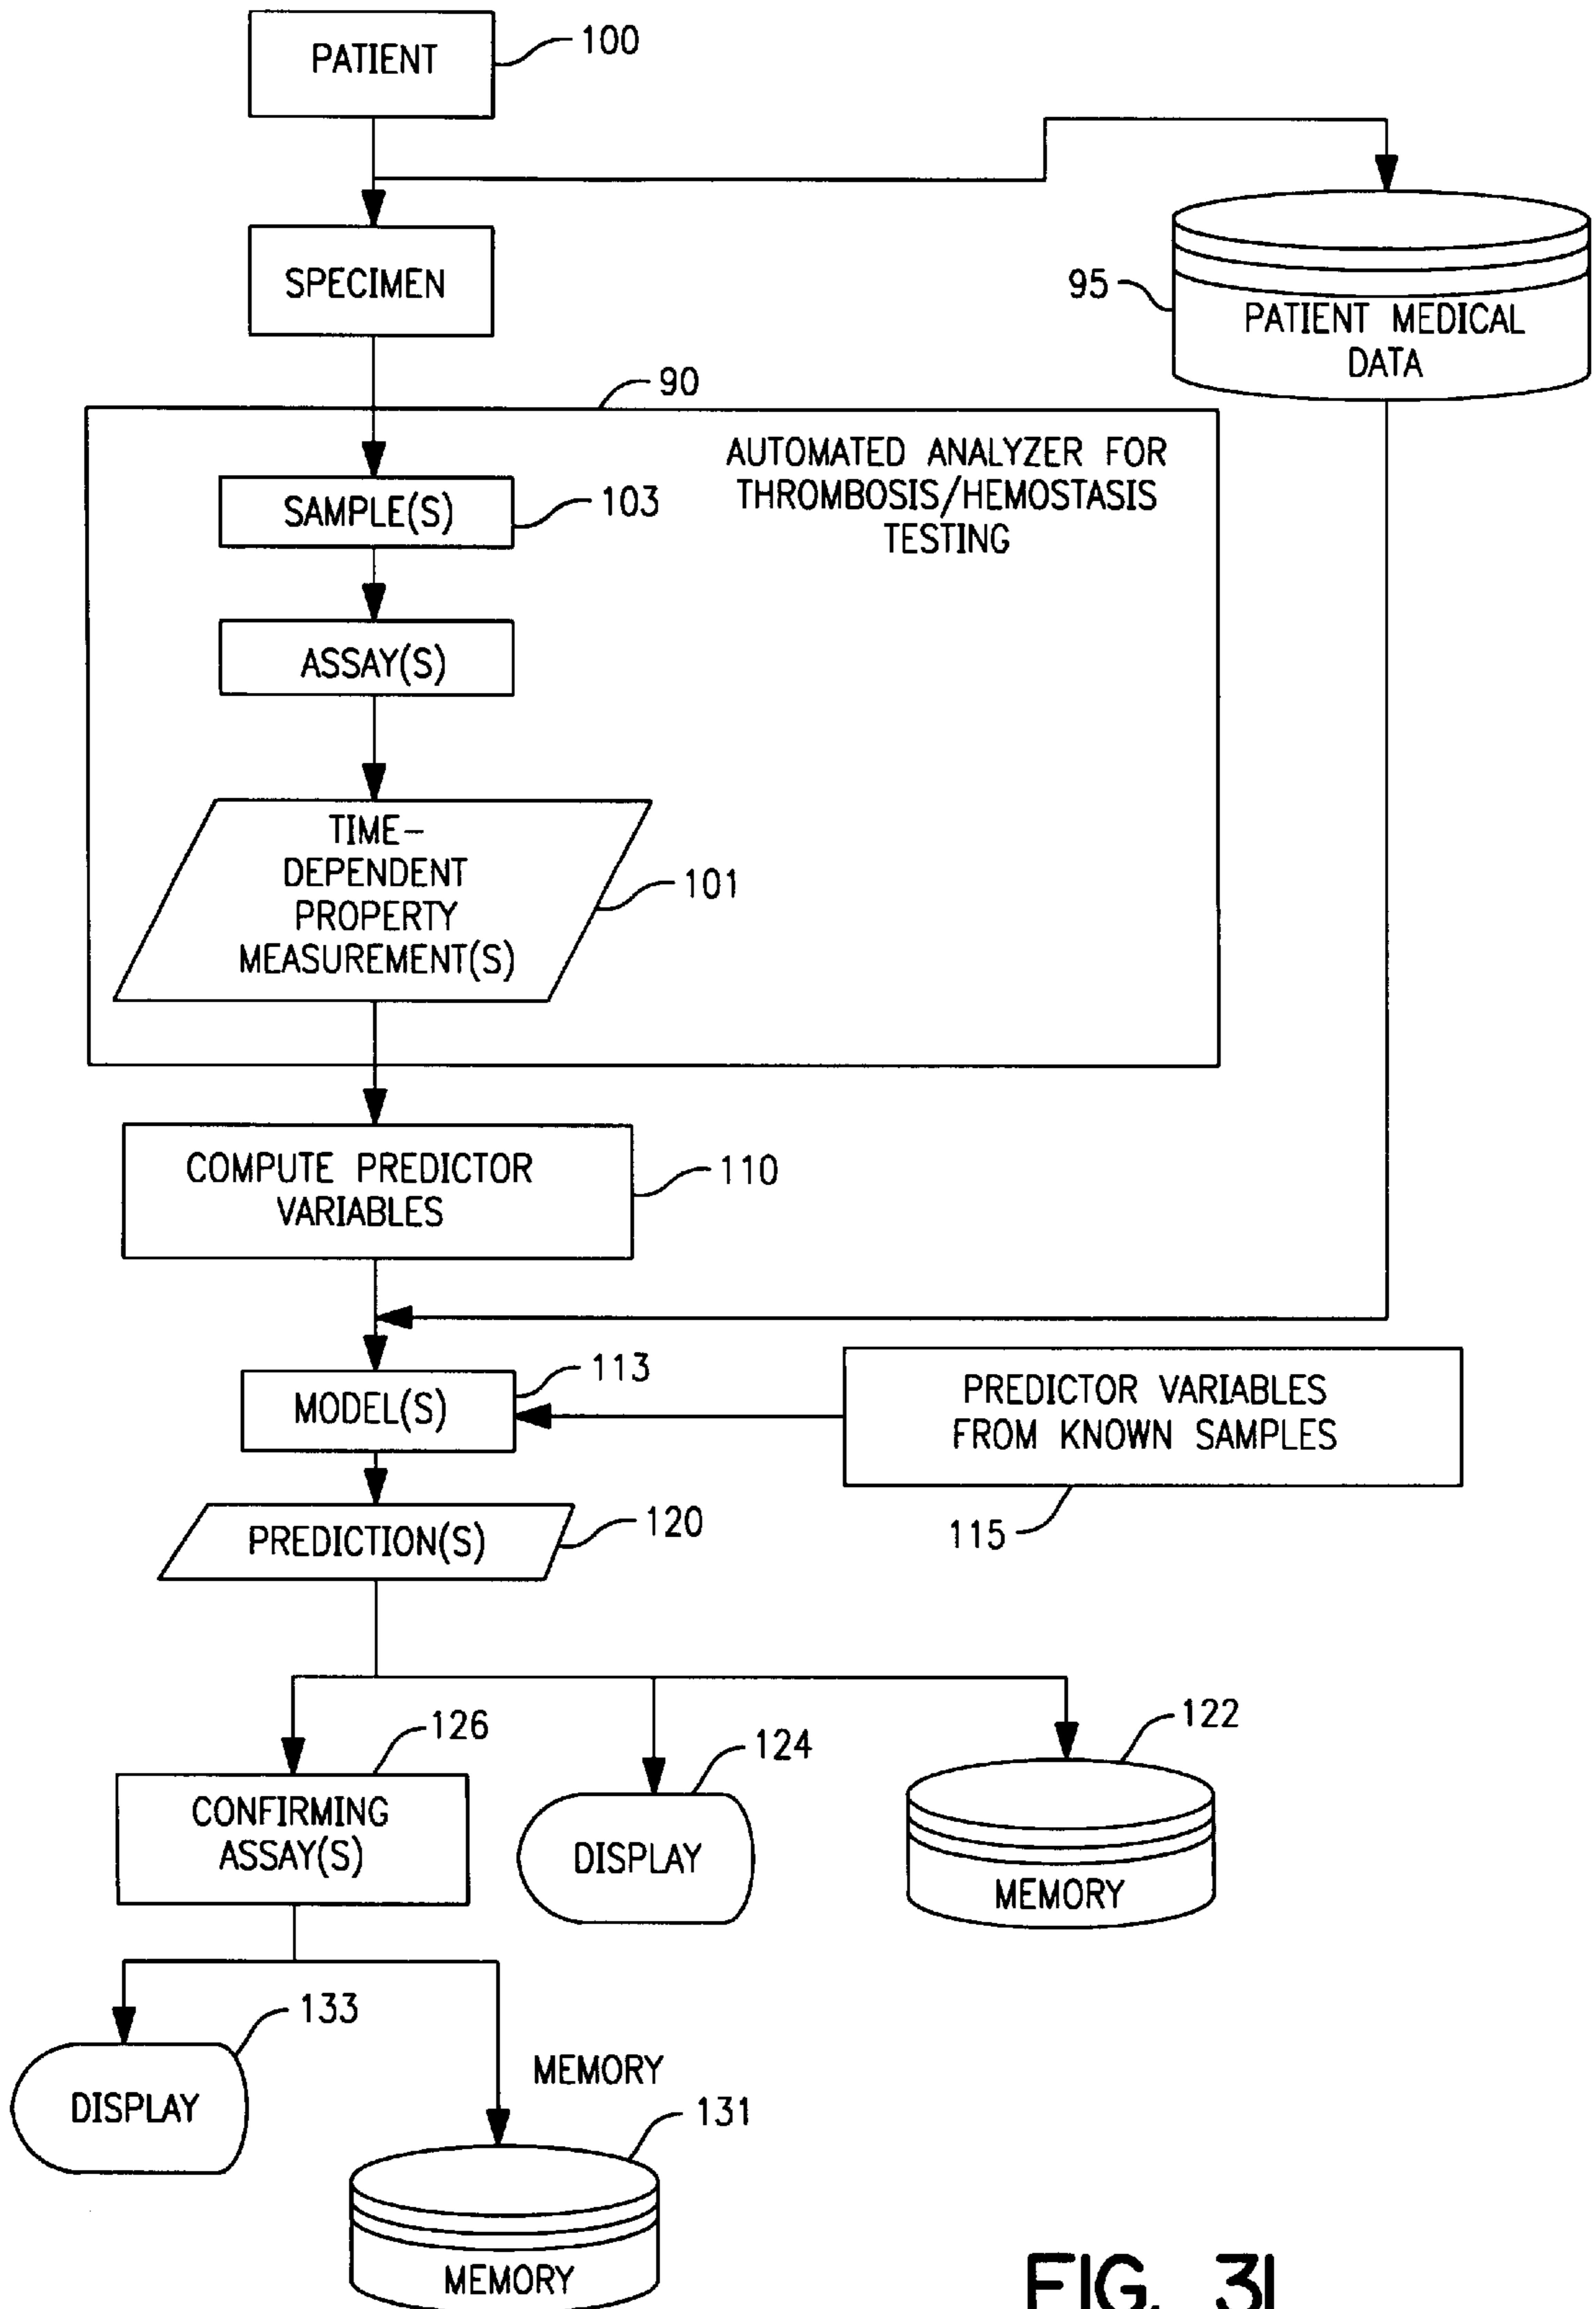 PATIENT
100
SPECIMEN
95
PATIENT MEDICAL
DATA
90
AUTOMATED ANALYZER FOR
THROMBOSIS/HEMOSTASIS
TESTING
SAMPLE(S)
103
ASSAY(S)
TIME-
DEPENDENT
PROPERTY
MEASUREMENT(S)
101
COMPUTE PREDICTOR
VARIABLES
110
MODEL(S)
113
PREDICTOR VARIABLES
FROM KNOWN SAMPLES
115
PREDICTION(S)
120
126
CONFIRMING
ASSAY(S)
124
DISPLAY
122
MEMORY
133
DISPLAY
MEMORY
131
MEMORY
FIG. 31